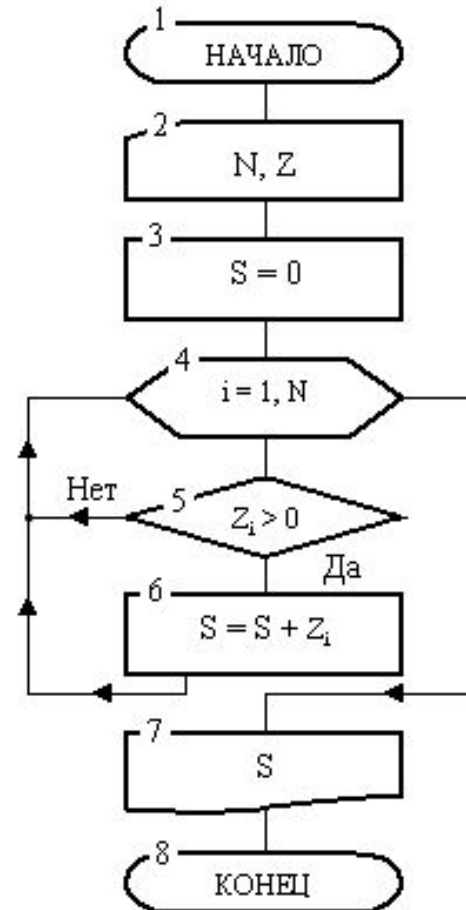 1
НАЧАЛО
2
N, Z
3
S = 0
4
i = 1, N
Нет
5
Zᵢ > 0
Да
6
S = S + Zᵢ
7
S
8
КОНЕЦ